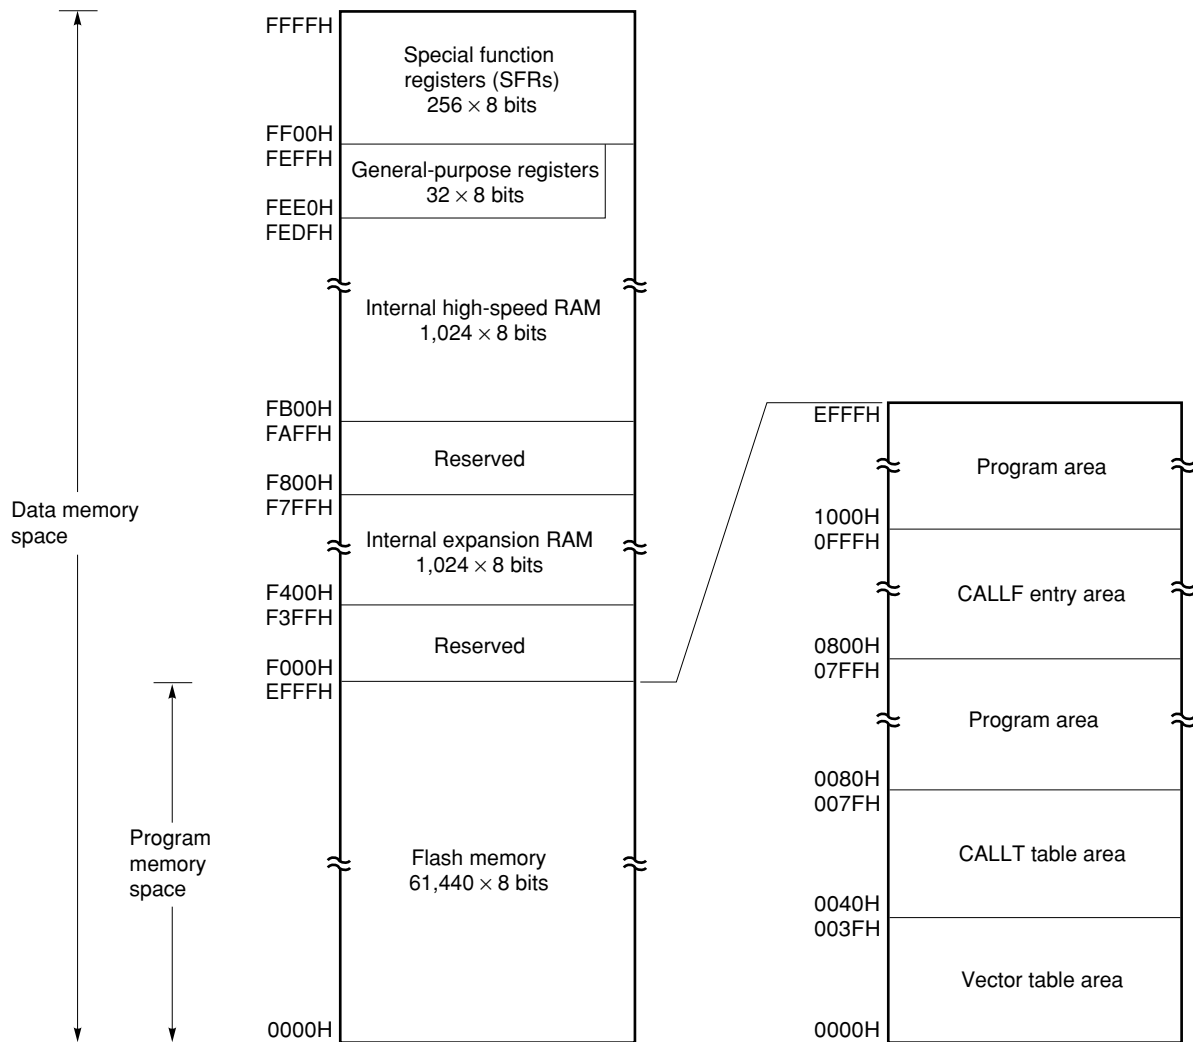 FFFFH
Special function
registers (SFRs)
256 × 8 bits
FF00H
FEFFH
General-purpose registers
32 × 8 bits
FEE0H
FEDFH
Internal high-speed RAM
1,024 × 8 bits
FB00H
FAFFH
Reserved
F800H
F7FFH
Data memory
space
Internal expansion RAM
1,024 × 8 bits
F400H
F3FFH
Reserved
F000H
EFFFH
Program
memory
space
Flash memory
61,440 × 8 bits
0000H
EFFFH
Program area
1000H
0FFFH
CALLF entry area
0800H
07FFH
Program area
0080H
007FH
CALLT table area
0040H
003FH
Vector table area
0000H